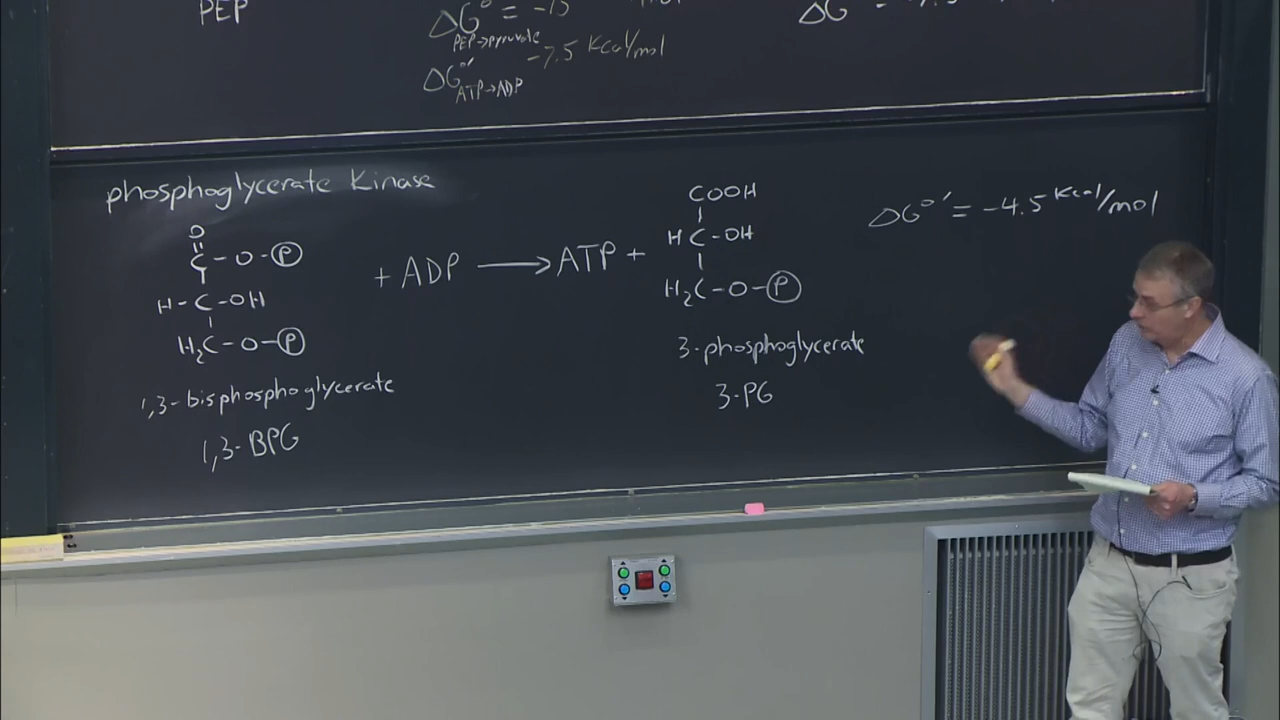 PEP
ΔG°' = -15
PEP→pyruvate
-7.5 Kcal/mol
ΔG°'
ATP→ADP
ΔG
phosphoglycerate Kinase
O
C - O - P
H - C - OH
H2C - O - P
1,3-bisphosphoglycerate
1,3-BPG
+ ADP → ATP +
COOH
H C - OH
H2C - O - P
3-phosphoglycerate
3-PG
ΔG°' = -4.5 Kcal/mol